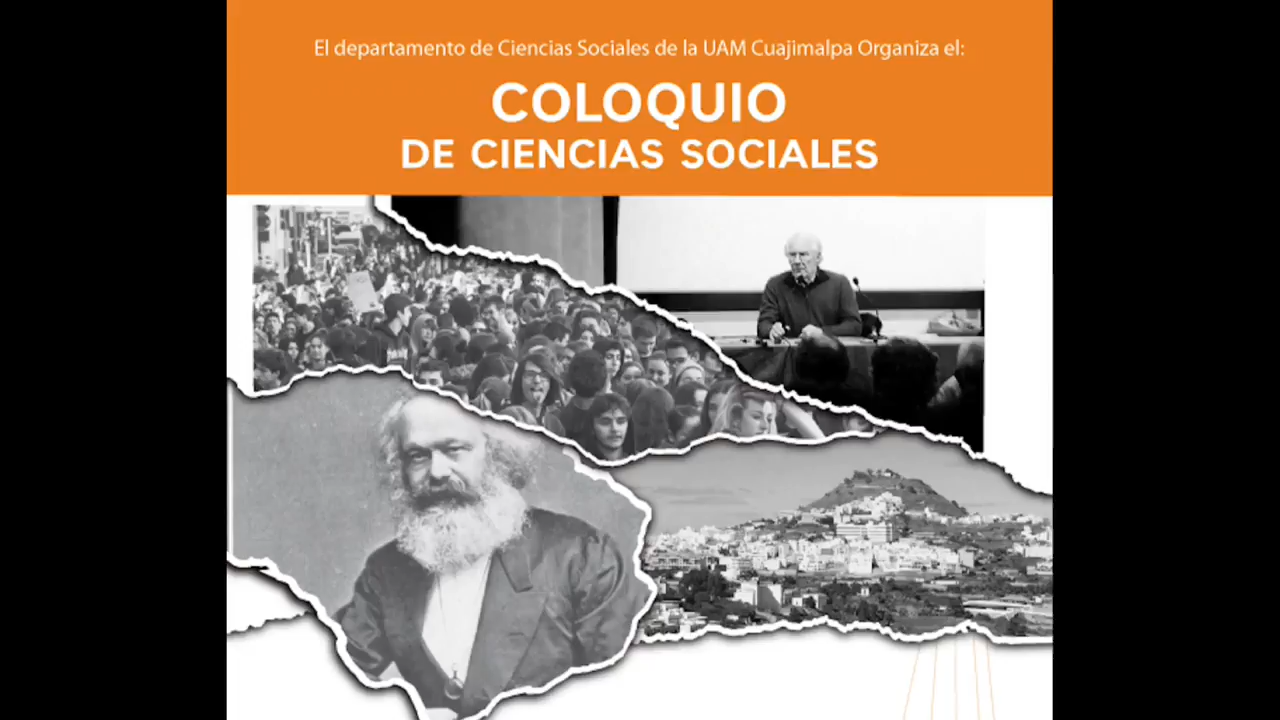 El departamento de Ciencias Sociales de la UAM Cuajimalpa Organiza el:
COLOQUIO
DE CIENCIAS SOCIALES